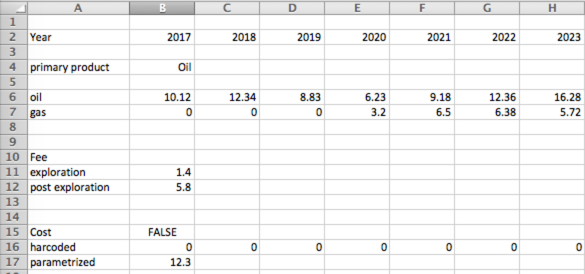 A B C D E F G H
1
2 Year 2017 2018 2019 2020 2021 2022 2023
3
4 primary product Oil
5
6 oil 10.12 12.34 8.83 6.23 9.18 12.36 16.28
7 gas 0 0 0 3.2 6.5 6.38 5.72
8
9
10 Fee
11 exploration 1.4
12 post exploration 5.8
13
14
15 Cost FALSE
16 harcoded 0 0 0 0 0 0 0
17 parametrized 12.3